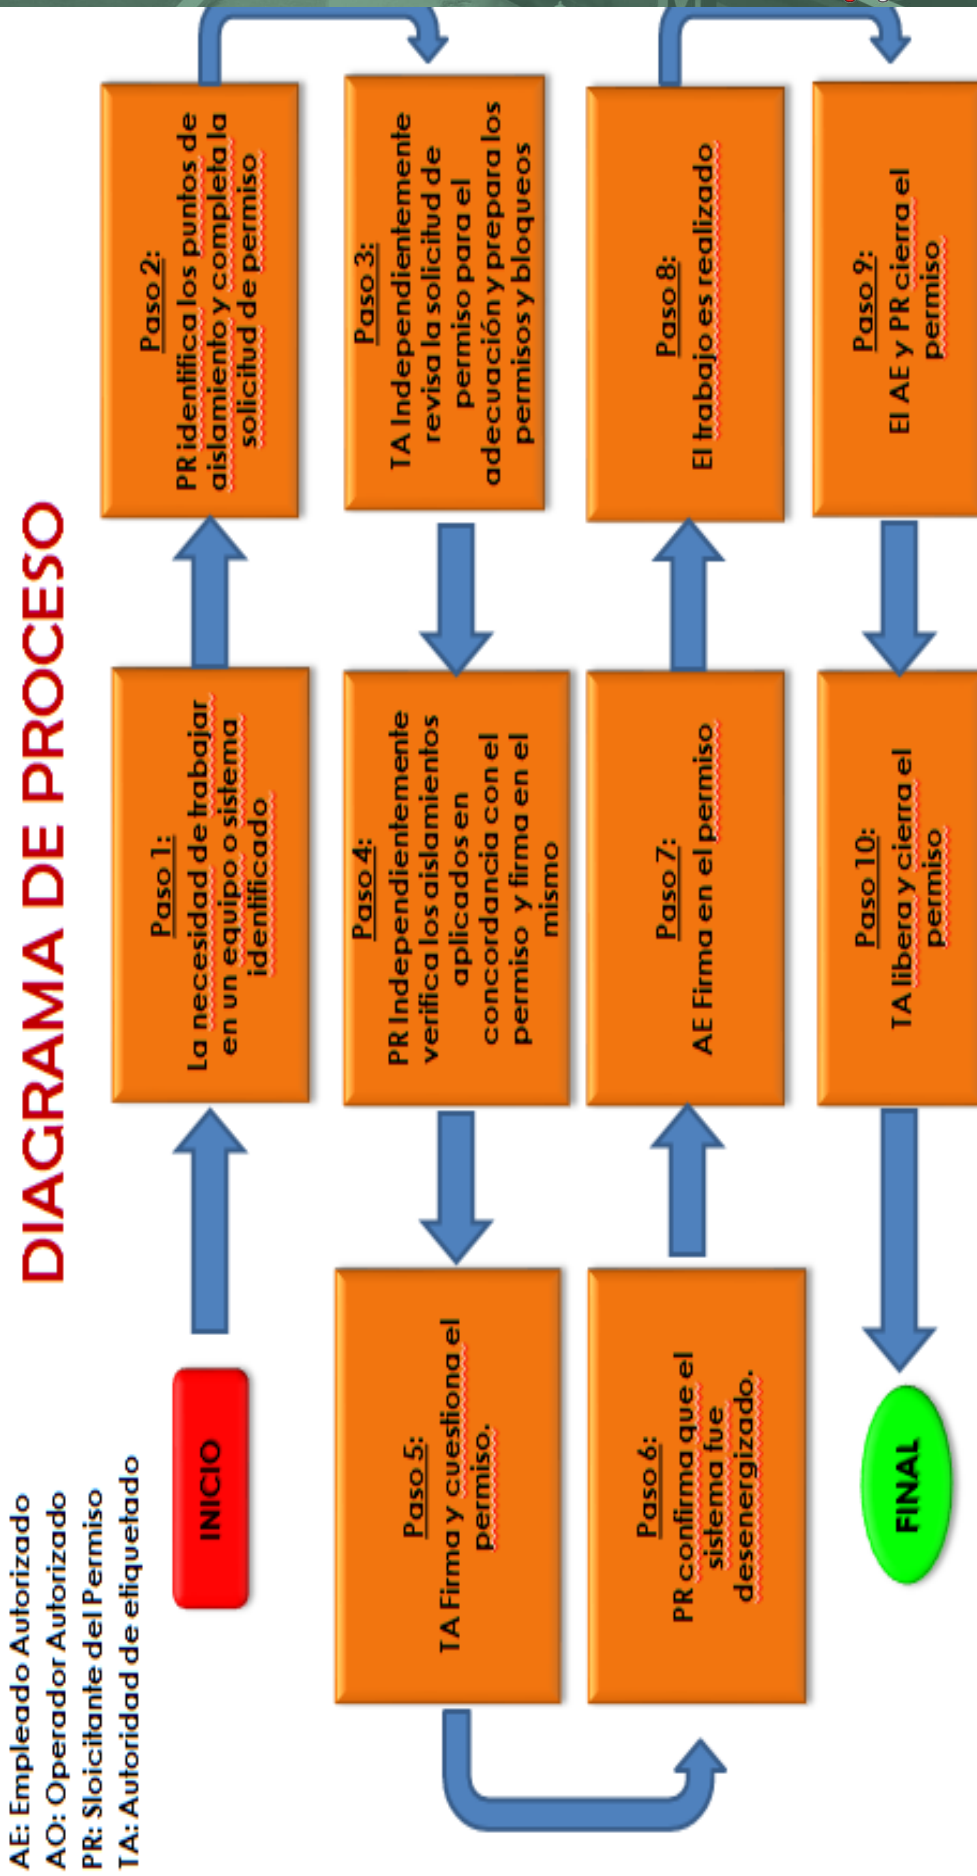 DIAGRAMA DE PROCESO
AE: Empleado Autorizado
AO: Operador Autorizado
PR: Sloicitante del Permiso
TA: Autoridad de etiquetado
INICIO
Paso 1:
La necesidad de trabajar
en un equipo o sistema
identificado
Paso 2:
PR identifica los puntos de
aislamiento y completa la
solicitud de permiso
Paso 3:
TA Independientemente
revisa la solicitud de
permiso para el
adecuación y prepara los
permisos y bloqueos
Paso 4:
PR Independientemente
verifica los aislamientos
aplicados en
concordancia con el
permiso y firma en el
mismo
Paso 5:
TA Firma y cuestiona el
permiso.
Paso 6:
PR confirma que el
sistema fue
desenergizado.
Paso 7:
AE Firma en el permiso
Paso 8:
El trabajo es realizado
Paso 9:
El AE y PR cierra el
permiso
Paso 10:
TA libera y cierra el
permiso
FINAL